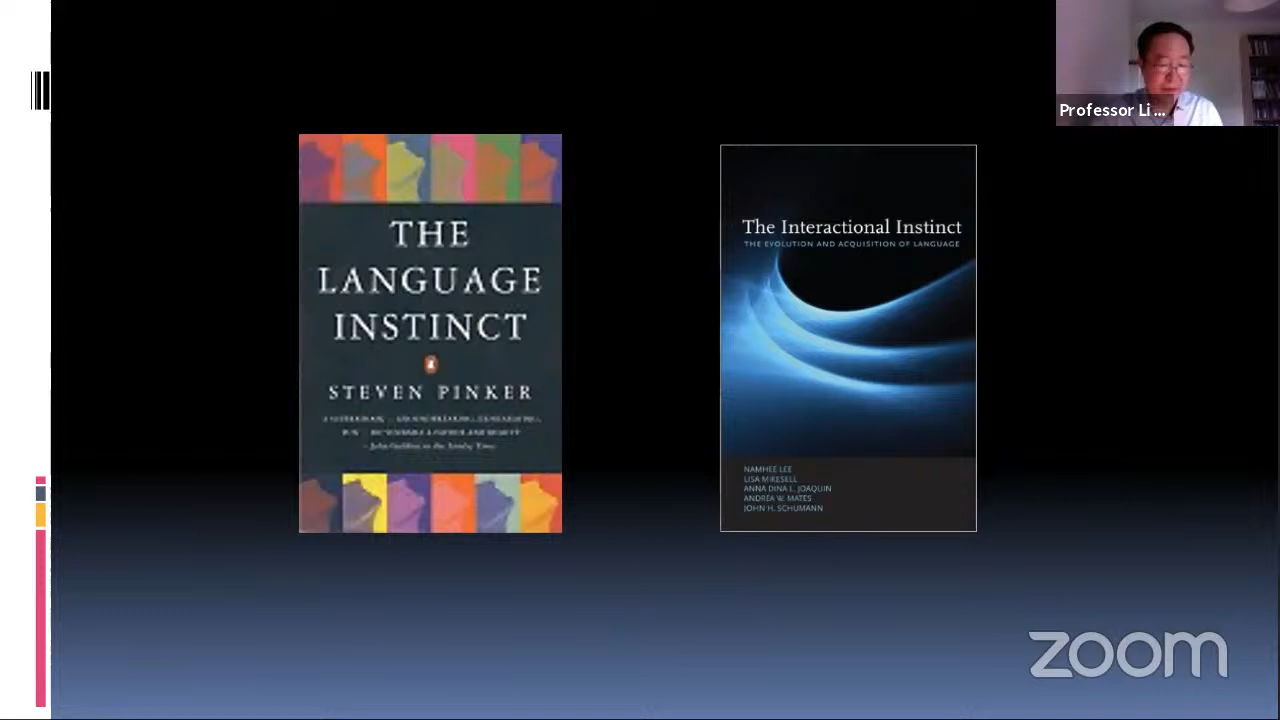 Professor Li ...
THE
LANGUAGE
INSTINCT
STEVEN PINKER
The Interactional Instinct
THE EVOLUTION AND ACQUISITION OF LANGUAGE
NAMHEE LEE
LISA MIKESELL
ANNA DINA L. JOAQUIN
ANDREA W. MATES
JOHN H. SCHUMANN
zoom